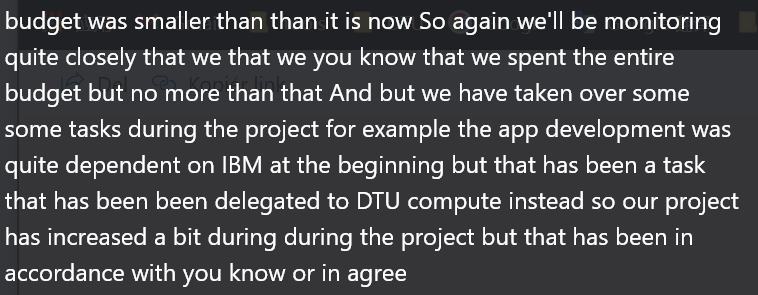 budget was smaller than than it is now So again we'll be monitoring
quite closely that we that we you know that we spent the entire
budget but no more than that And but we have taken over some
some tasks during the project for example the app development was
quite dependent on IBM at the beginning but that has been a task
that has been been delegated to DTU compute instead so our project
has increased a bit during during the project but that has been in
accordance with you know or in agree